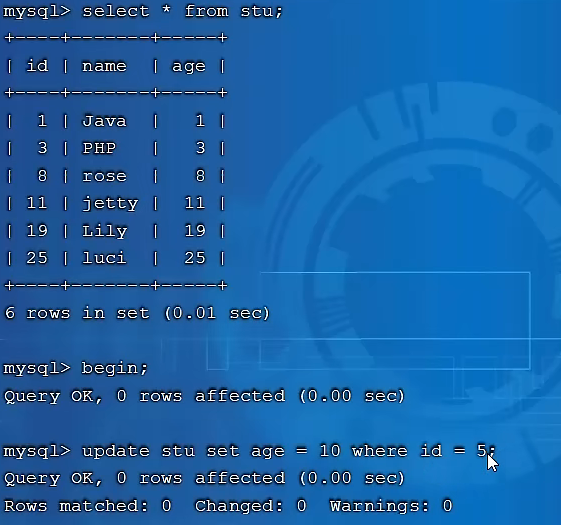 mysql> select * from stu;
+----+-------+-----+
| id | name  | age |
+----+-------+-----+
|  1 | Java  |   1 |
|  3 | PHP   |   3 |
|  8 | rose  |   8 |
| 11 | jetty |  11 |
| 19 | Lily  |  19 |
| 25 | luci  |  25 |
+----+-------+-----+
6 rows in set (0.01 sec)
mysql> begin;
Query OK, 0 rows affected (0.00 sec)
mysql> update stu set age = 10 where id = 5;
Query OK, 0 rows affected (0.00 sec)
Rows matched: 0  Changed: 0  Warnings: 0